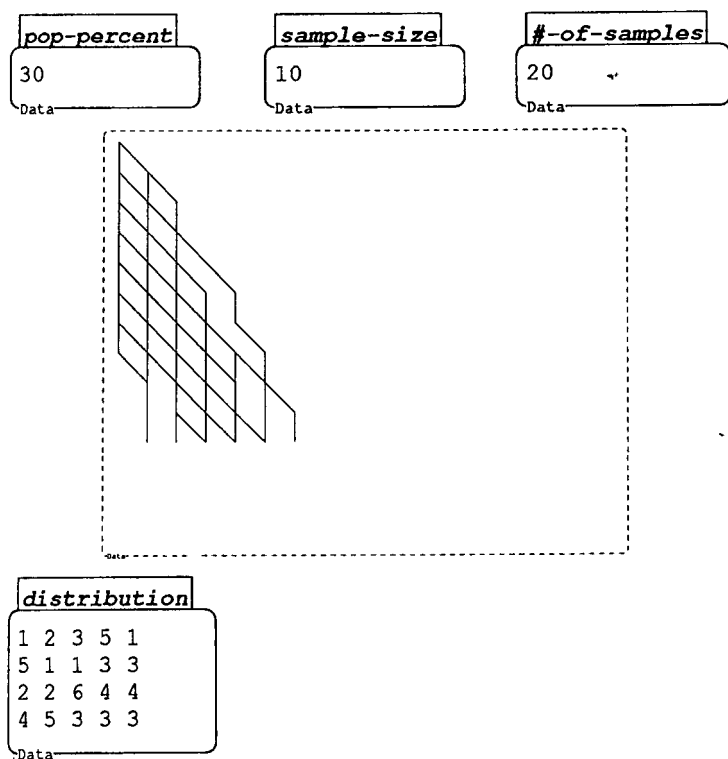 pop-percent sample-size #-of-samples
30 10 20
Data Data Data
Data
distribution
1 2 3 5 1
5 1 1 3 3
2 2 6 4 4
4 5 3 3 3
Data